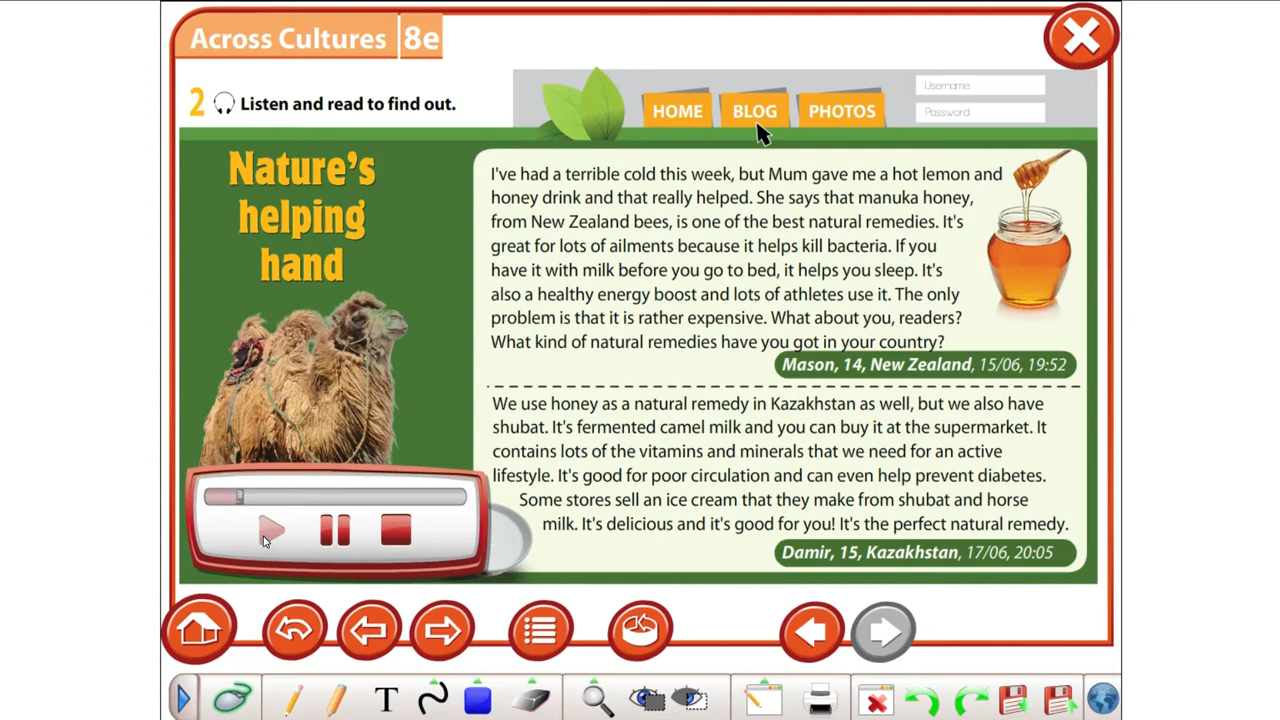 Across Cultures 8e
2 Listen and read to find out.
HOME BLOG PHOTOS
Username
Password
Nature's
helping
hand
I've had a terrible cold this week, but Mum gave me a hot lemon and
honey drink and that really helped. She says that manuka honey,
from New Zealand bees, is one of the best natural remedies. It's
great for lots of ailments because it helps kill bacteria. If you
have it with milk before you go to bed, it helps you sleep. It's
also a healthy energy boost and lots of athletes use it. The only
problem is that it is rather expensive. What about you, readers?
What kind of natural remedies have you got in your country?
Mason, 14, New Zealand, 15/06, 19:52
We use honey as a natural remedy in Kazakhstan as well, but we also have
shubat. It's fermented camel milk and you can buy it at the supermarket. It
contains lots of the vitamins and minerals that we need for an active
lifestyle. It's good for poor circulation and can even help prevent diabetes.
Some stores sell an ice cream that they make from shubat and horse
milk. It's delicious and it's good for you! It's the perfect natural remedy.
Damir, 15, Kazakhstan, 17/06, 20:05
T